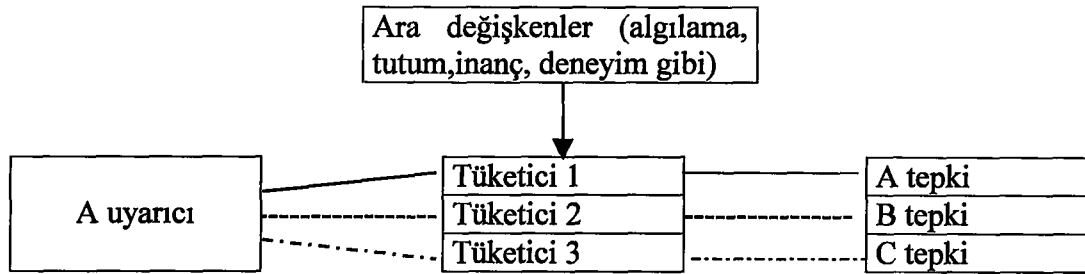 Ara değişkenler (algılama,
tutum,inanç, deneyim gibi)
A uyarıcı
Tüketici 1
Tüketici 2
Tüketici 3
A tepki
B tepki
C tepki